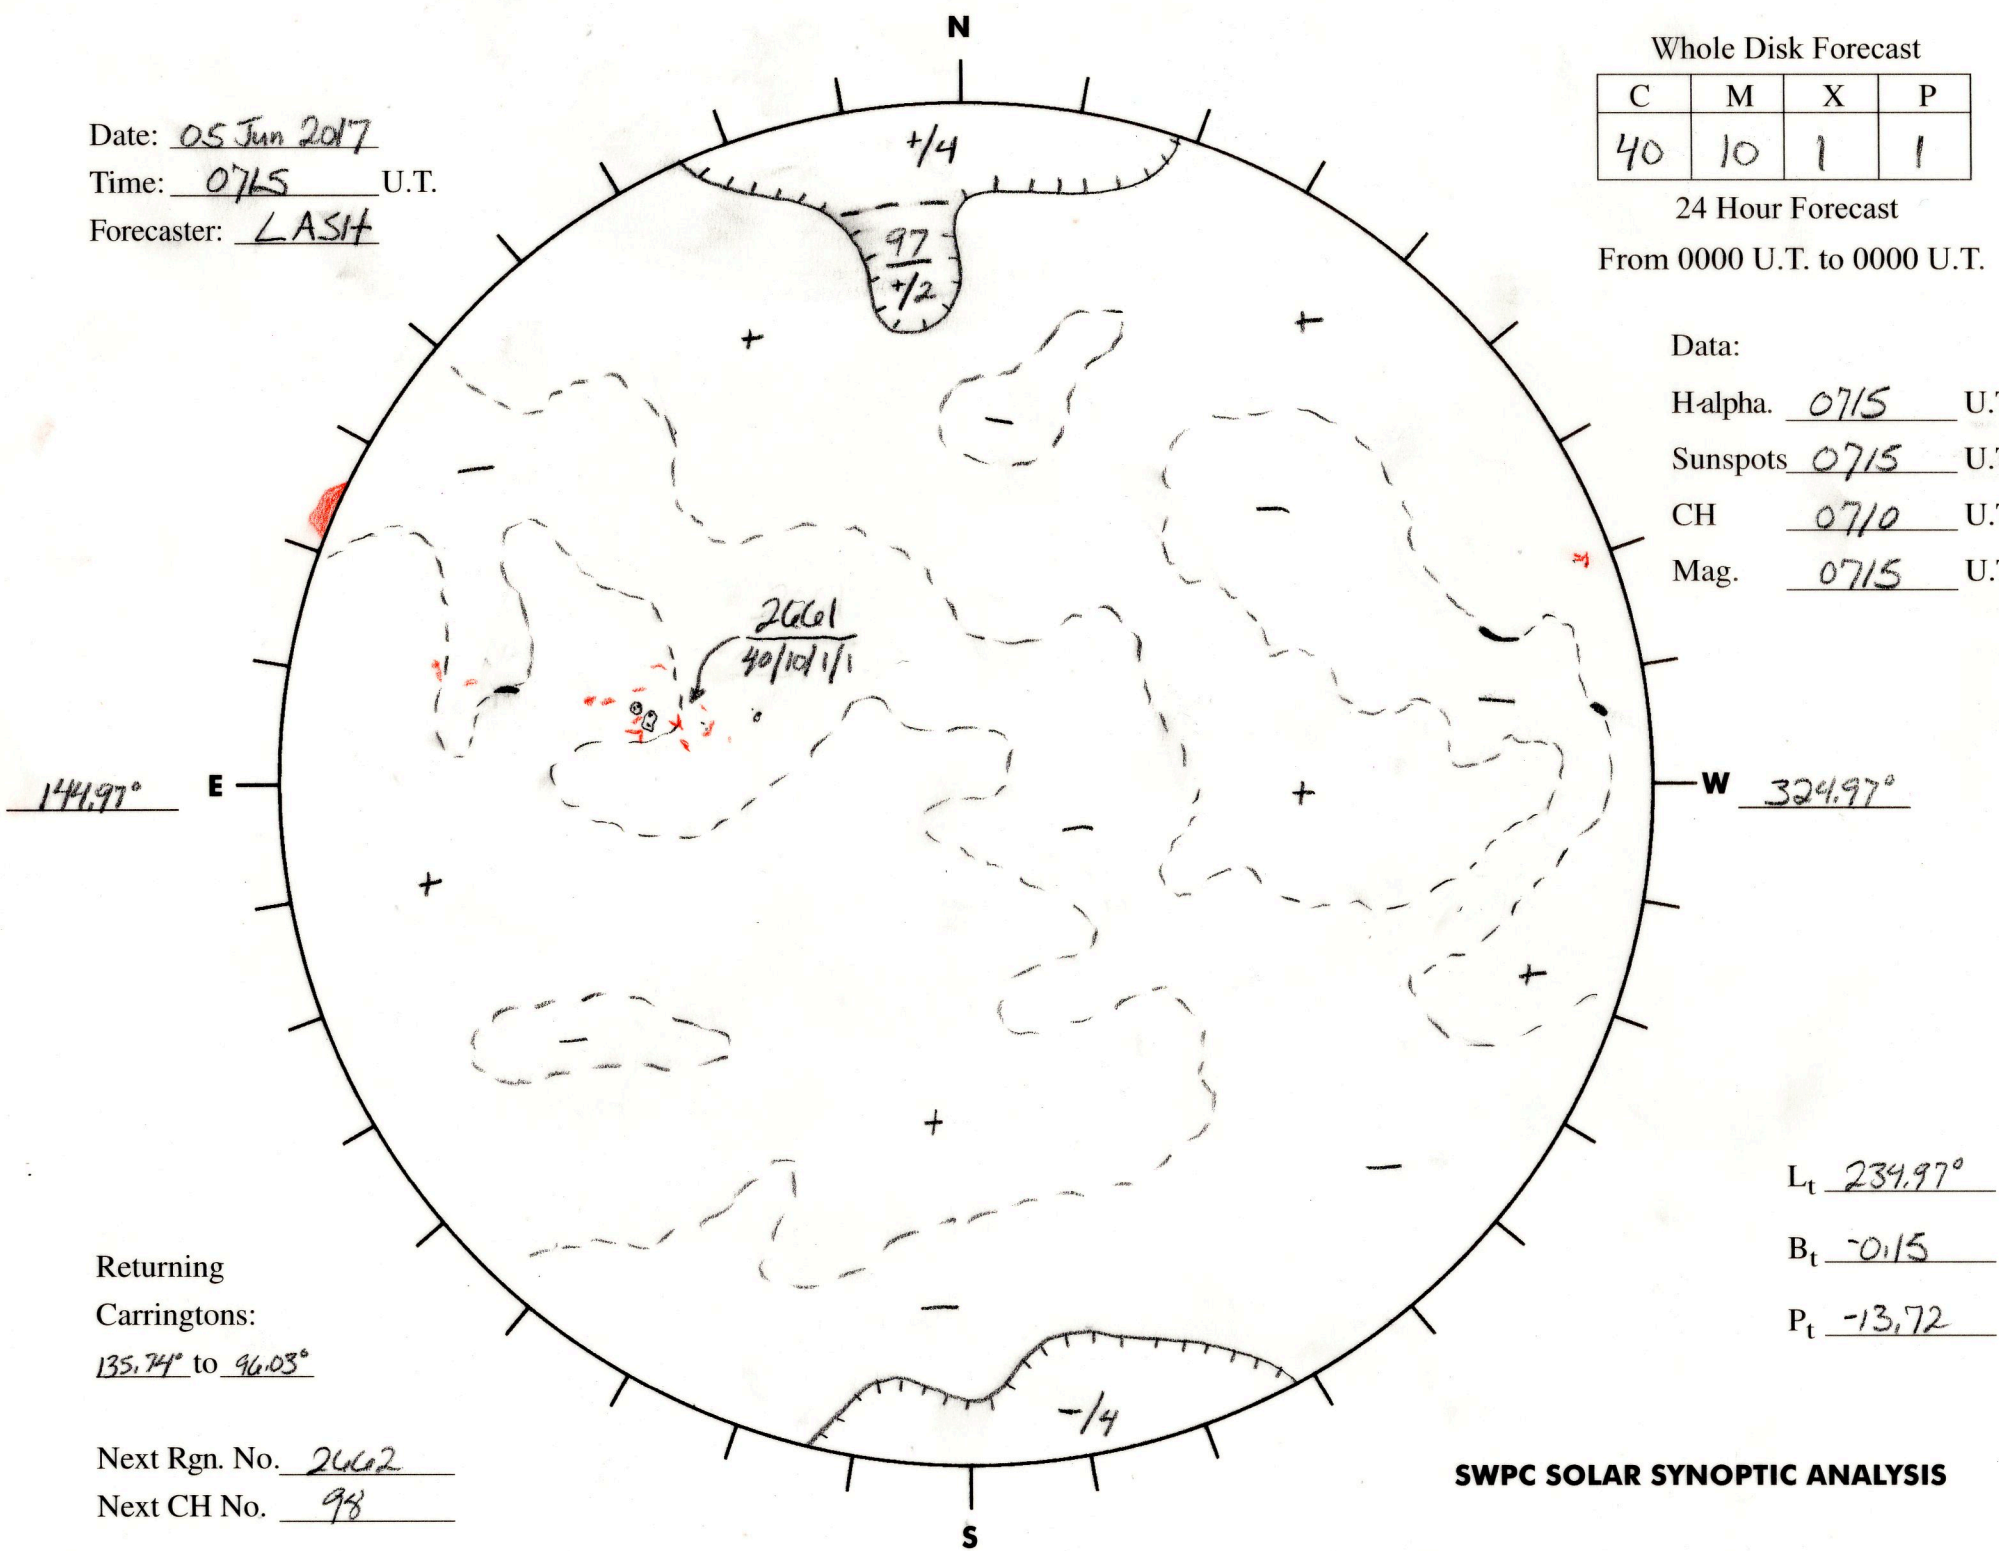 N
Whole Disk Forecast
C M X P
40 10 1 1
24 Hour Forecast
From 0000 U.T. to 0000 U.T.
Date: 05 Jun 2017
Time: 0715 U.T.
Forecaster: LASH
+/4
97
+/2
+
+
-
-
-
Data:
H-alpha. 0715 U.T
Sunspots 0715 U.T
CH 0710 U.T
Mag. 0715 U.T
2661
40/10/1/1
-
144.97° E
W 324.97°
+
-
+
+
-
+
-
Lt 234.97°
Bt -0.15
Pt -13.72
Returning
Carringtons:
135.74° to 96.03°
-
-/4
Next Rgn. No. 2662
Next CH No. 98
SWPC SOLAR SYNOPTIC ANALYSIS
S